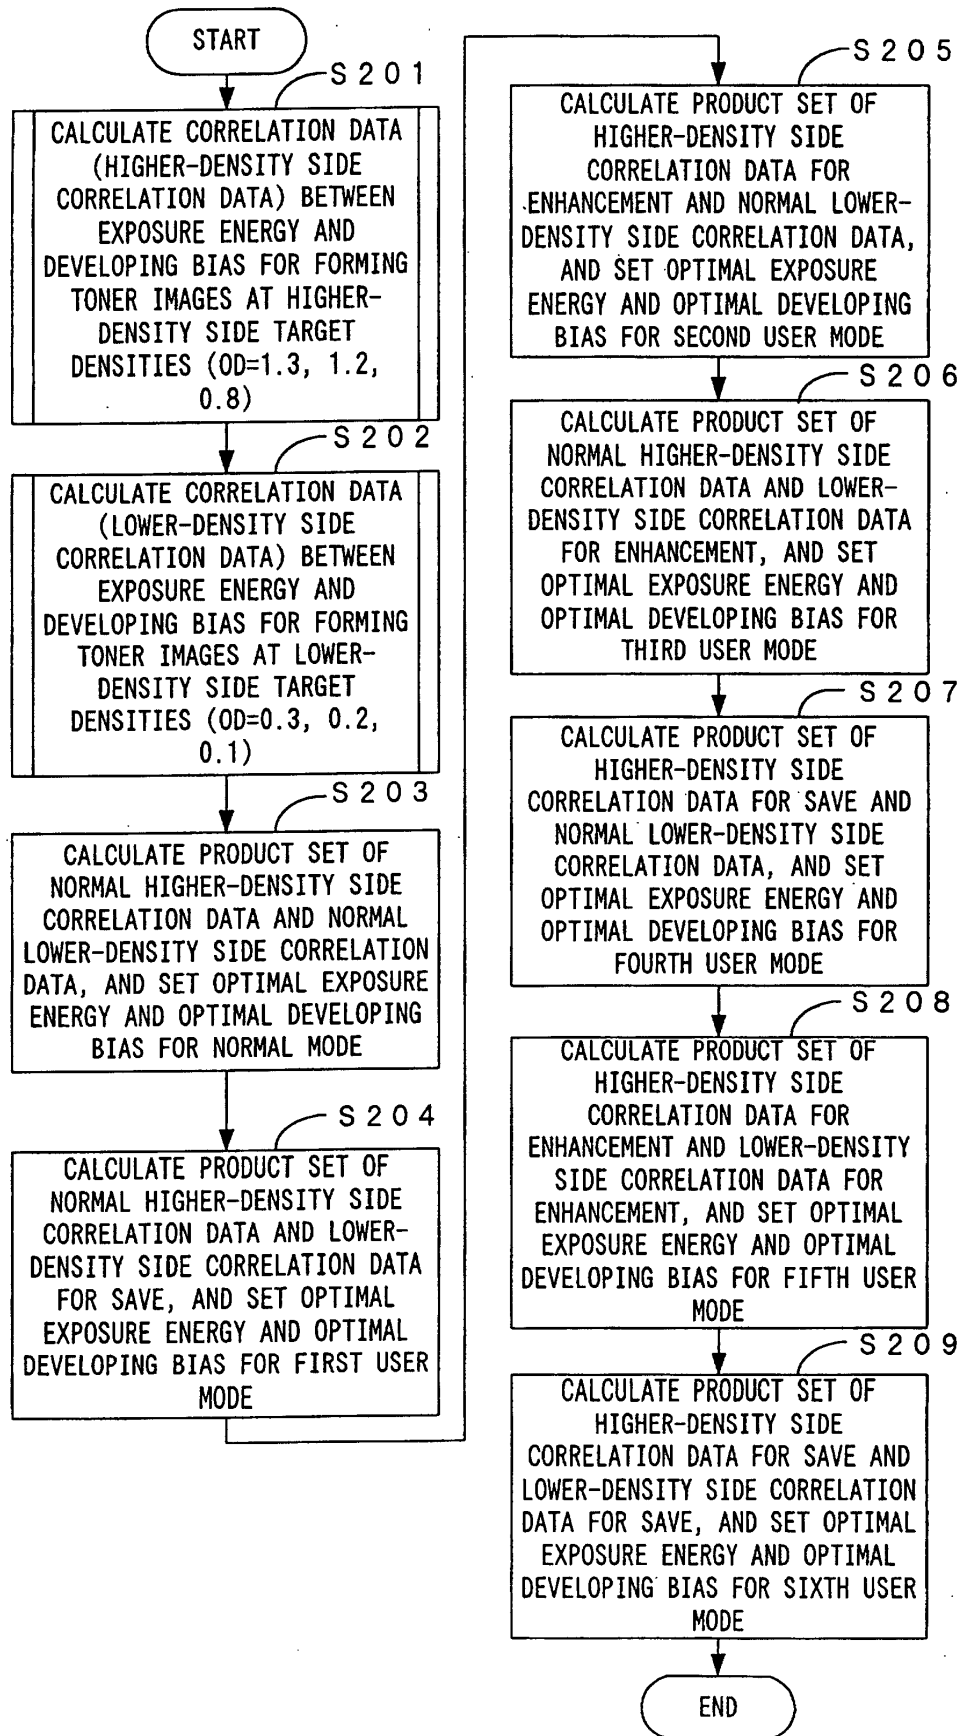 START
S201
CALCULATE CORRELATION DATA
(HIGHER-DENSITY SIDE
CORRELATION DATA) BETWEEN
EXPOSURE ENERGY AND
DEVELOPING BIAS FOR FORMING
TONER IMAGES AT HIGHER-
DENSITY SIDE TARGET
DENSITIES (OD=1.3, 1.2,
0.8)
S202
CALCULATE CORRELATION DATA
(LOWER-DENSITY SIDE
CORRELATION DATA) BETWEEN
EXPOSURE ENERGY AND
DEVELOPING BIAS FOR FORMING
TONER IMAGES AT LOWER-
DENSITY SIDE TARGET
DENSITIES (OD=0.3, 0.2,
0.1)
S203
CALCULATE PRODUCT SET OF
NORMAL HIGHER-DENSITY SIDE
CORRELATION DATA AND NORMAL
LOWER-DENSITY SIDE CORRELATION
DATA, AND SET OPTIMAL EXPOSURE
ENERGY AND OPTIMAL DEVELOPING
BIAS FOR NORMAL MODE
S204
CALCULATE PRODUCT SET OF
NORMAL HIGHER-DENSITY SIDE
CORRELATION DATA AND LOWER-
DENSITY SIDE CORRELATION DATA
FOR SAVE, AND SET OPTIMAL
EXPOSURE ENERGY AND OPTIMAL
DEVELOPING BIAS FOR FIRST USER
MODE
S205
CALCULATE PRODUCT SET OF
HIGHER-DENSITY SIDE
CORRELATION DATA FOR
ENHANCEMENT AND NORMAL LOWER-
DENSITY SIDE CORRELATION DATA,
AND SET OPTIMAL EXPOSURE
ENERGY AND OPTIMAL DEVELOPING
BIAS FOR SECOND USER MODE
S206
CALCULATE PRODUCT SET OF
NORMAL HIGHER-DENSITY SIDE
CORRELATION DATA AND LOWER-
DENSITY SIDE CORRELATION DATA
FOR ENHANCEMENT, AND SET
OPTIMAL EXPOSURE ENERGY AND
OPTIMAL DEVELOPING BIAS FOR
THIRD USER MODE
S207
CALCULATE PRODUCT SET OF
HIGHER-DENSITY SIDE
CORRELATION DATA FOR SAVE AND
NORMAL LOWER-DENSITY SIDE
CORRELATION DATA, AND SET
OPTIMAL EXPOSURE ENERGY AND
OPTIMAL DEVELOPING BIAS FOR
FOURTH USER MODE
S208
CALCULATE PRODUCT SET OF
HIGHER-DENSITY SIDE
CORRELATION DATA FOR
ENHANCEMENT AND LOWER-DENSITY
SIDE CORRELATION DATA FOR
ENHANCEMENT, AND SET OPTIMAL
EXPOSURE ENERGY AND OPTIMAL
DEVELOPING BIAS FOR FIFTH USER
MODE
S209
CALCULATE PRODUCT SET OF
HIGHER-DENSITY SIDE
CORRELATION DATA FOR SAVE AND
LOWER-DENSITY SIDE CORRELATION
DATA FOR SAVE, AND SET OPTIMAL
EXPOSURE ENERGY AND OPTIMAL
DEVELOPING BIAS FOR SIXTH USER
MODE
END